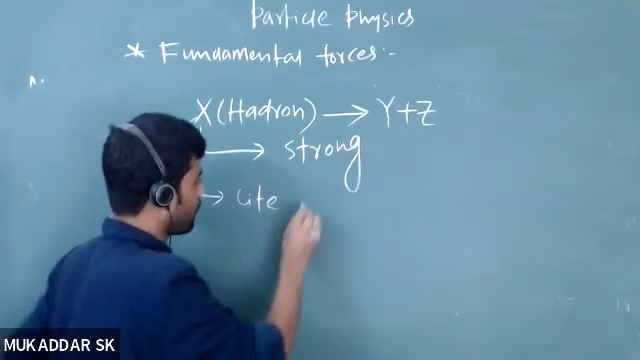 Particle physics
* Fundamental forces:-
X(Hadron) → Y+Z
→ strong
→ Life
MUKADDAR SK